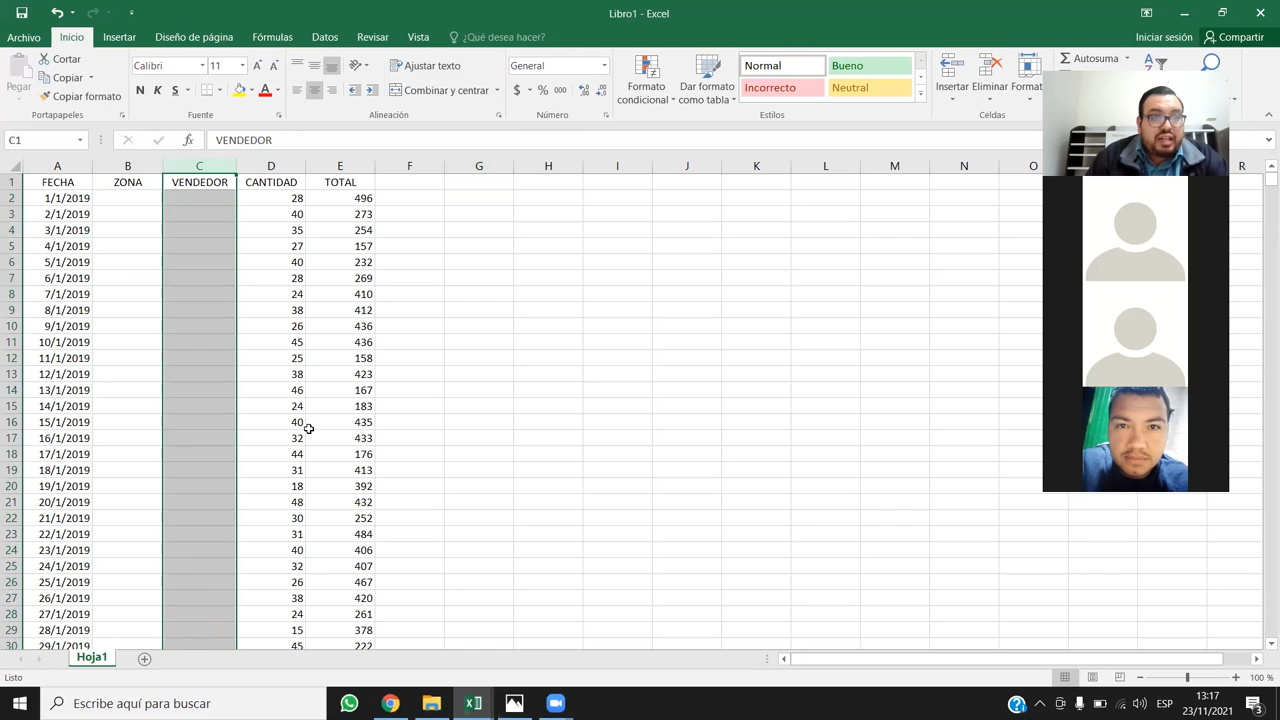 Libro1 - Excel
Archivo Inicio Insertar Diseño de página Fórmulas Datos Revisar Vista ¿Qué desea hacer? Iniciar sesión Compartir
Pegar Cortar
Copiar
Copiar formato
Calibri 11
N K S
Ajustar texto
Combinar y centrar
General
$ % 000
Formato condicional
Dar formato como tabla
Normal Bueno
Incorrecto Neutral
Insertar Eliminar Formato
Autosuma
Portapapeles Fuente Alineación Número Estilos Celdas
C1 fx VENDEDOR
A B C D E F G H I J K L M N O R
1 FECHA ZONA VENDEDOR CANTIDAD TOTAL
2 1/1/2019 28 496
3 2/1/2019 40 273
4 3/1/2019 35 254
5 4/1/2019 27 157
6 5/1/2019 40 232
7 6/1/2019 28 269
8 7/1/2019 24 410
9 8/1/2019 38 412
10 9/1/2019 26 436
11 10/1/2019 45 436
12 11/1/2019 25 158
13 12/1/2019 38 423
14 13/1/2019 46 167
15 14/1/2019 24 183
16 15/1/2019 40 435
17 16/1/2019 32 433
18 17/1/2019 44 176
19 18/1/2019 31 413
20 19/1/2019 18 392
21 20/1/2019 48 432
22 21/1/2019 30 252
23 22/1/2019 31 484
24 23/1/2019 40 406
25 24/1/2019 32 407
26 25/1/2019 26 467
27 26/1/2019 38 420
28 27/1/2019 24 261
29 28/1/2019 15 378
30 29/1/2019 45 222
Hoja1
Listo 100 %
Escribe aquí para buscar
ESP
13:17
23/11/2021
3